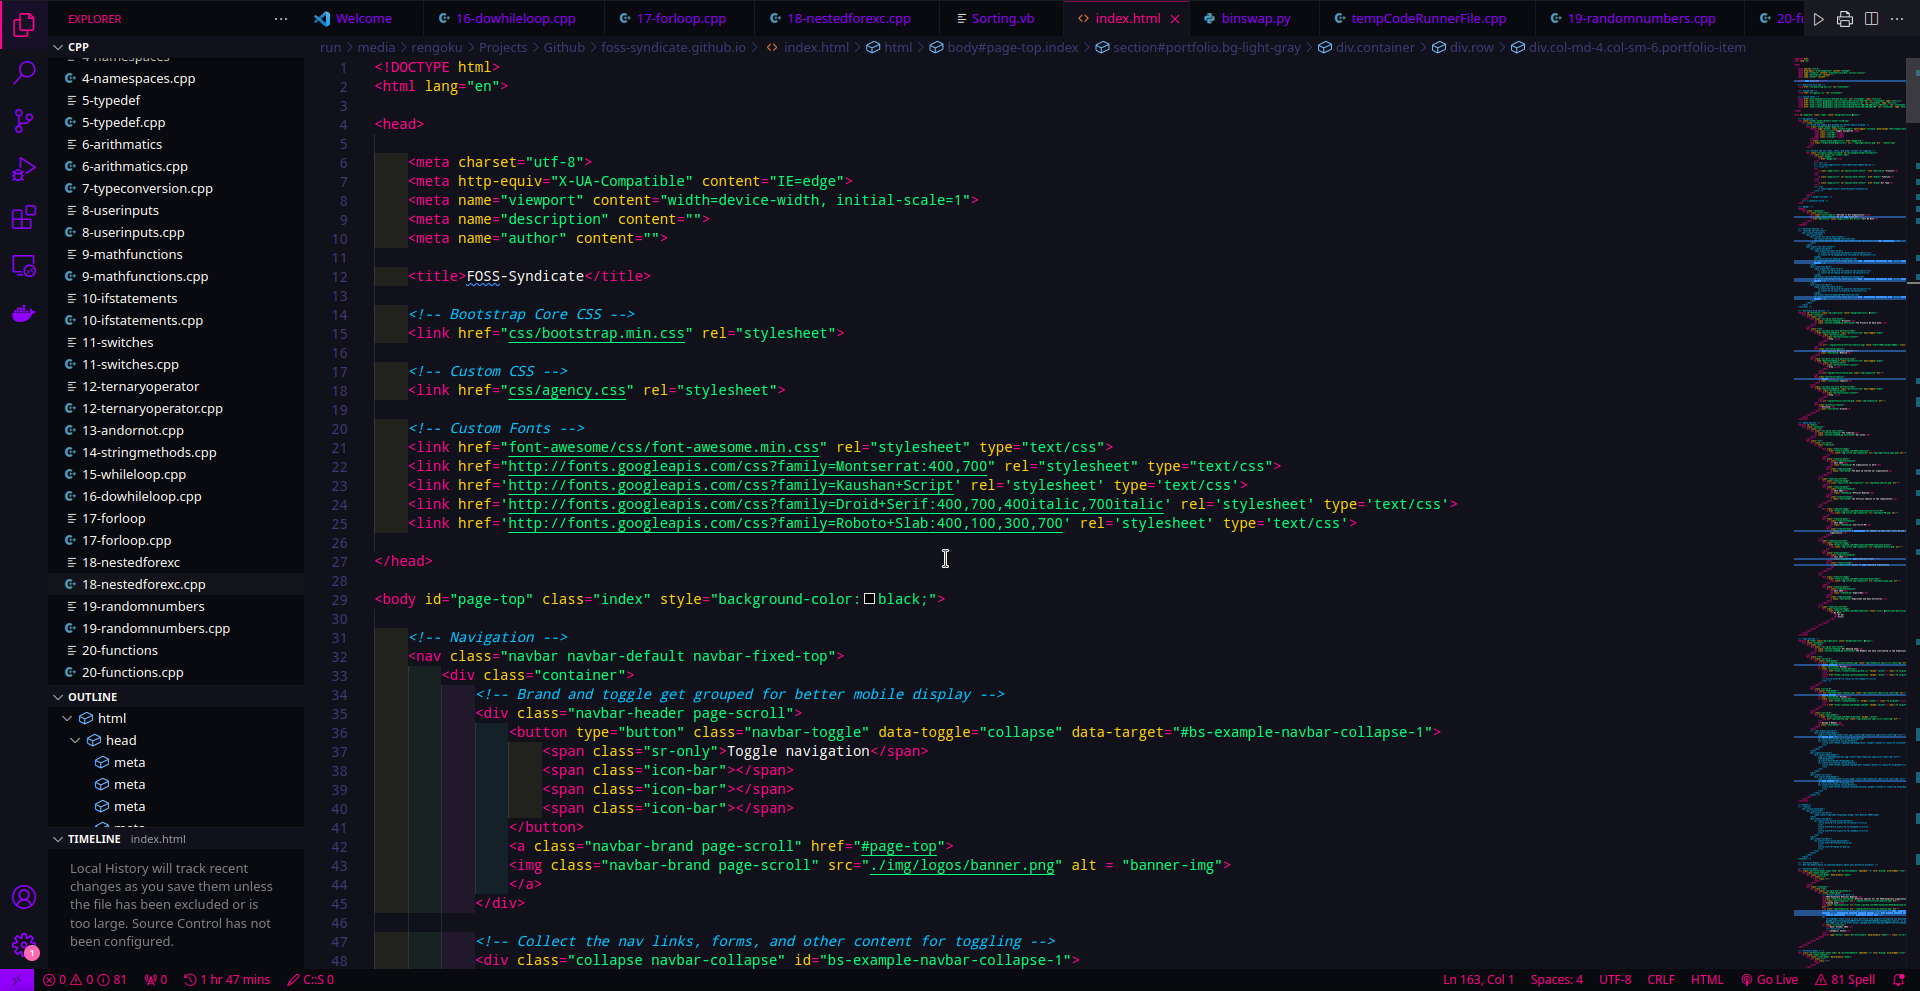 EXPLORER
Welcome
16-dowhileloop.cpp
17-forloop.cpp
18-nestedforexc.cpp
Sorting.vb
index.html
binswap.py
tempCodeRunnerFile.cpp
19-randomnumbers.cpp
20-fu
run > media > rengoku > Projects > Github > foss-syndicate.github.io > index.html > html > body#page-top.index > section#portfolio.bg-light-gray > div.container > div.row > div.col-md-4.col-sm-6.portfolio-item
CPP
4-namespaces
4-namespaces.cpp
5-typedef
5-typedef.cpp
6-arithmatics
6-arithmatics.cpp
7-typeconversion.cpp
8-userinputs
8-userinputs.cpp
9-mathfunctions
9-mathfunctions.cpp
10-ifstatements
10-ifstatements.cpp
11-switches
11-switches.cpp
12-ternaryoperator
12-ternaryoperator.cpp
13-andornot.cpp
14-stringmethods.cpp
15-whileloop.cpp
16-dowhileloop.cpp
17-forloop
17-forloop.cpp
18-nestedforexc
18-nestedforexc.cpp
19-randomnumbers
19-randomnumbers.cpp
20-functions
20-functions.cpp
OUTLINE
html
head
meta
meta
meta
meta
TIMELINE index.html
Local History will track recent
changes as you save them unless
the file has been excluded or is
too large. Source Control has not
been configured.
1
1 <!DOCTYPE html>
2 <html lang="en">
3
4 <head>
5
6 <meta charset="utf-8">
7 <meta http-equiv="X-UA-Compatible" content="IE=edge">
8 <meta name="viewport" content="width=device-width, initial-scale=1">
9 <meta name="description" content="">
10 <meta name="author" content="">
11
12 <title>FOSS-Syndicate</title>
13
14 <!-- Bootstrap Core CSS -->
15 <link href="css/bootstrap.min.css" rel="stylesheet">
16
17 <!-- Custom CSS -->
18 <link href="css/agency.css" rel="stylesheet">
19
20 <!-- Custom Fonts -->
21 <link href="font-awesome/css/font-awesome.min.css" rel="stylesheet" type="text/css">
22 <link href="http://fonts.googleapis.com/css?family=Montserrat:400,700" rel="stylesheet" type="text/css">
23 <link href='http://fonts.googleapis.com/css?family=Kaushan+Script' rel='stylesheet' type='text/css'>
24 <link href='http://fonts.googleapis.com/css?family=Droid+Serif:400,700,400italic,700italic' rel='stylesheet' type='text/css'>
25 <link href='http://fonts.googleapis.com/css?family=Roboto+Slab:400,100,300,700' rel='stylesheet' type='text/css'>
26
27 </head>
28
29 <body id="page-top" class="index" style="background-color:black;">
30
31 <!-- Navigation -->
32 <nav class="navbar navbar-default navbar-fixed-top">
33 <div class="container">
34 <!-- Brand and toggle get grouped for better mobile display -->
35 <div class="navbar-header page-scroll">
36 <button type="button" class="navbar-toggle" data-toggle="collapse" data-target="#bs-example-navbar-collapse-1">
37 <span class="sr-only">Toggle navigation</span>
38 <span class="icon-bar"></span>
39 <span class="icon-bar"></span>
40 <span class="icon-bar"></span>
41 </button>
42 <a class="navbar-brand page-scroll" href="#page-top">
43 <img class="navbar-brand page-scroll" src="./img/logos/banner.png" alt = "banner-img">
44 </a>
45 </div>
46
47 <!-- Collect the nav links, forms, and other content for toggling -->
48 <div class="collapse navbar-collapse" id="bs-example-navbar-collapse-1">
0 0 81 0 1 hr 47 mins C::S 0
Ln 163, Col 1 Spaces: 4 UTF-8 CRLF HTML Go Live 81 Spell